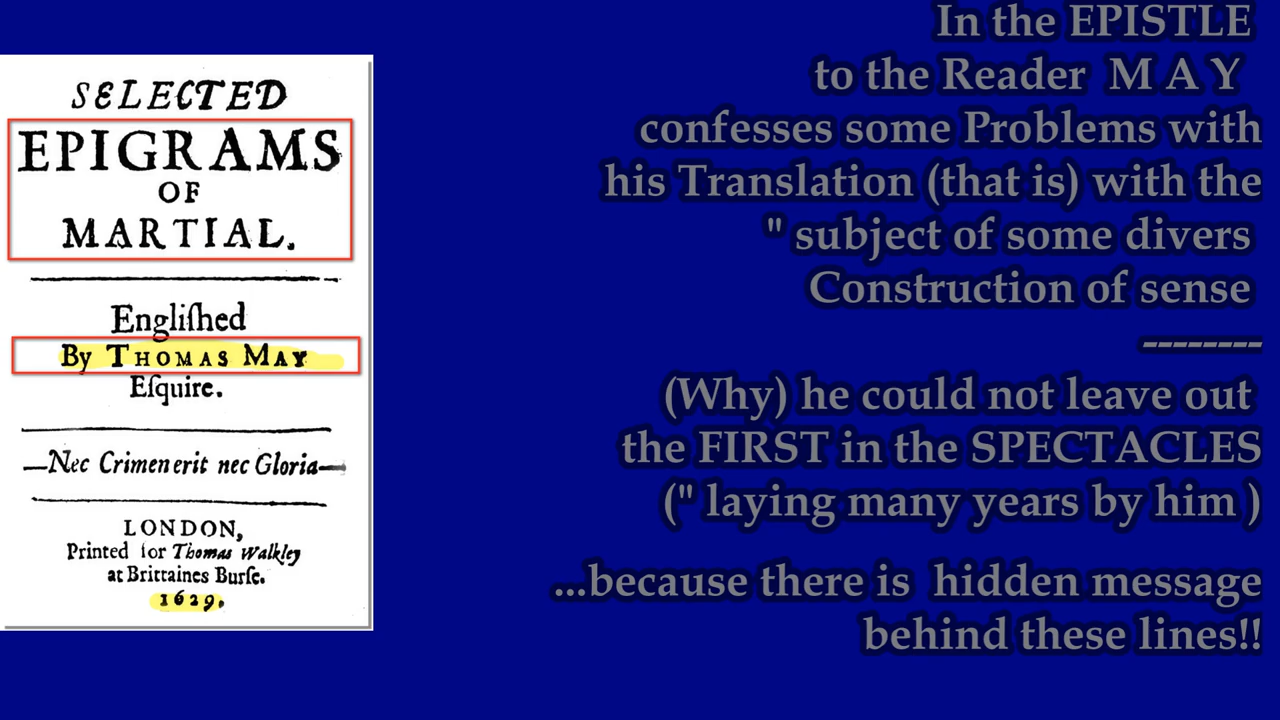 SELECTED
EPIGRAMS
OF
MARTIAL.
Engliſhed
By THOMAS MAY
Eſquire.
—Nec Crimen erit nec Gloria—
LONDON,
Printed for Thomas Walkley
at Brittaines Burſe.
1629.
In the EPISTLE
to the Reader M A Y
confesses some Problems with
his Translation (that is) with the
" subject of some divers
Construction of sense
--------
(Why) he could not leave out
the FIRST in the SPECTACLES
(" laying many years by him )
...because there is hidden message
behind these lines!!